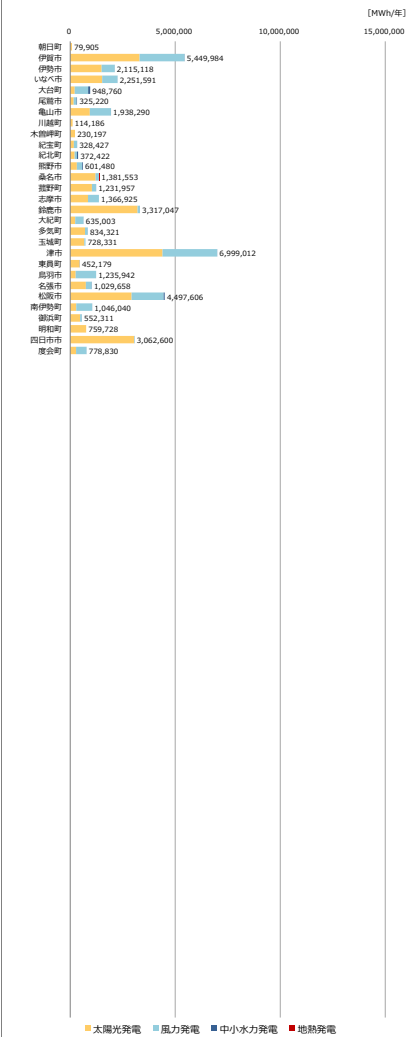 [MWh/年]
0 5,000,000 10,000,000 15,000,000
朝日町 79,905
伊賀市 5,449,984
伊勢市 2,115,118
いなべ市 2,251,591
大台町 948,760
尾鷲市 325,220
亀山市 1,938,290
川越町 114,186
木曽岬町 230,197
紀宝町 328,427
紀北町 372,422
熊野市 601,480
桑名市 1,381,553
菰野町 1,231,957
志摩市 1,366,925
鈴鹿市 3,317,047
大紀町 635,003
多気町 834,321
玉城町 728,331
津市 6,999,012
東員町 452,179
鳥羽市 1,235,942
名張市 1,029,658
松阪市 4,497,606
南伊勢町 1,046,040
御浜町 552,311
明和町 759,728
四日市市 3,062,600
度会町 778,830
太陽光発電 風力発電 中小水力発電 地熱発電